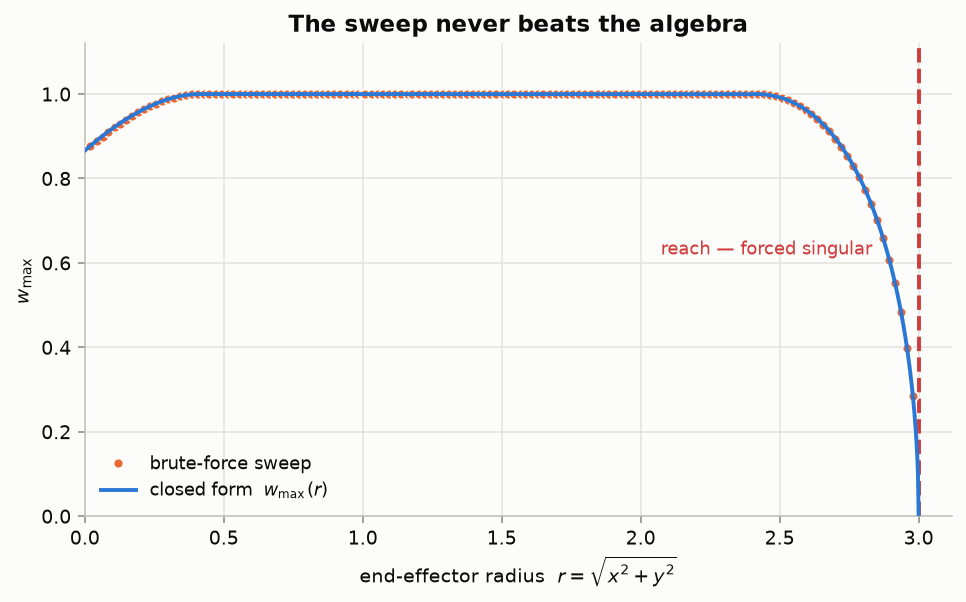 The sweep never beats the algebra
1.0
0.8
0.6
0.4
0.2
0.0
w_max
reach — forced singular
brute-force sweep
closed form w_max(r)
0.0 0.5 1.0 1.5 2.0 2.5 3.0
end-effector radius r = √(x² + y²)